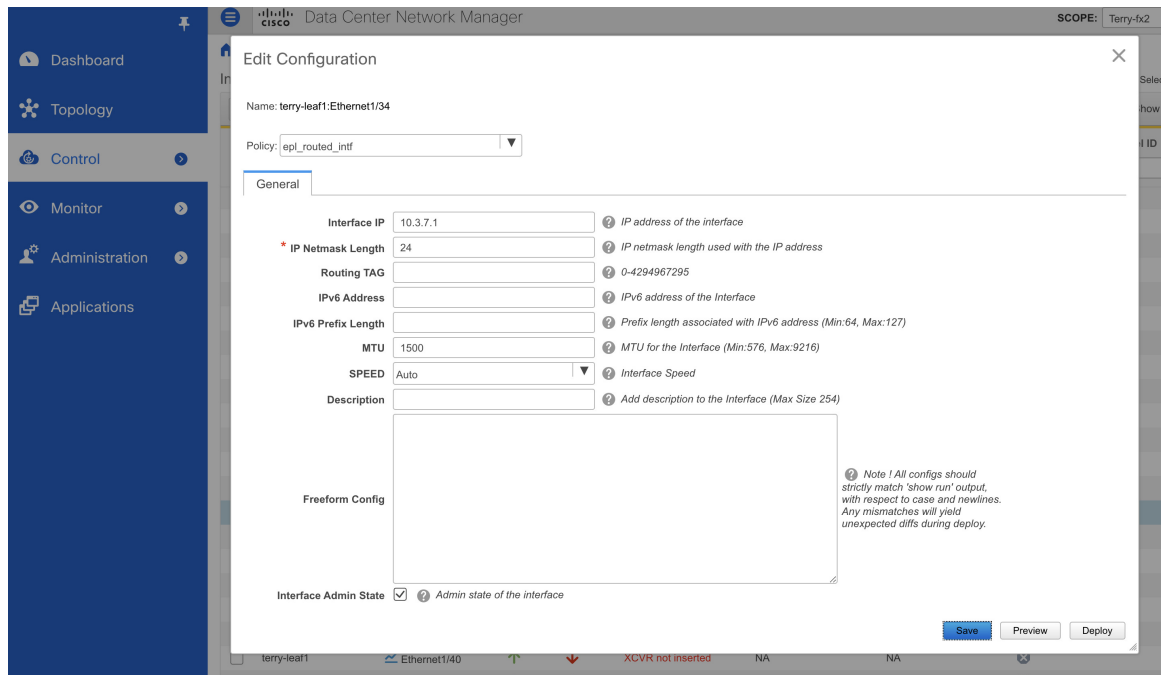 cisco Data Center Network Manager
SCOPE: Terry-fx2
Dashboard
Topology
Control
Monitor
Administration
Applications
Edit Configuration
Name: terry-leaf1:Ethernet1/34
Policy: epl_routed_intf
General
Interface IP 10.3.7.1 ? IP address of the interface
* IP Netmask Length 24 ? IP netmask length used with the IP address
Routing TAG ? 0-4294967295
IPv6 Address ? IPv6 address of the Interface
IPv6 Prefix Length ? Prefix length associated with IPv6 address (Min:64, Max:127)
MTU 1500 ? MTU for the Interface (Min:576, Max:9216)
SPEED Auto ? Interface Speed
Description ? Add description to the Interface (Max Size 254)
Freeform Config
? Note ! All configs should
strictly match 'show run' output,
with respect to case and newlines.
Any mismatches will yield
unexpected diffs during deploy.
Interface Admin State ? Admin state of the interface
Save Preview Deploy
terry-leaf1 Ethernet1/40 XCVR not inserted NA NA